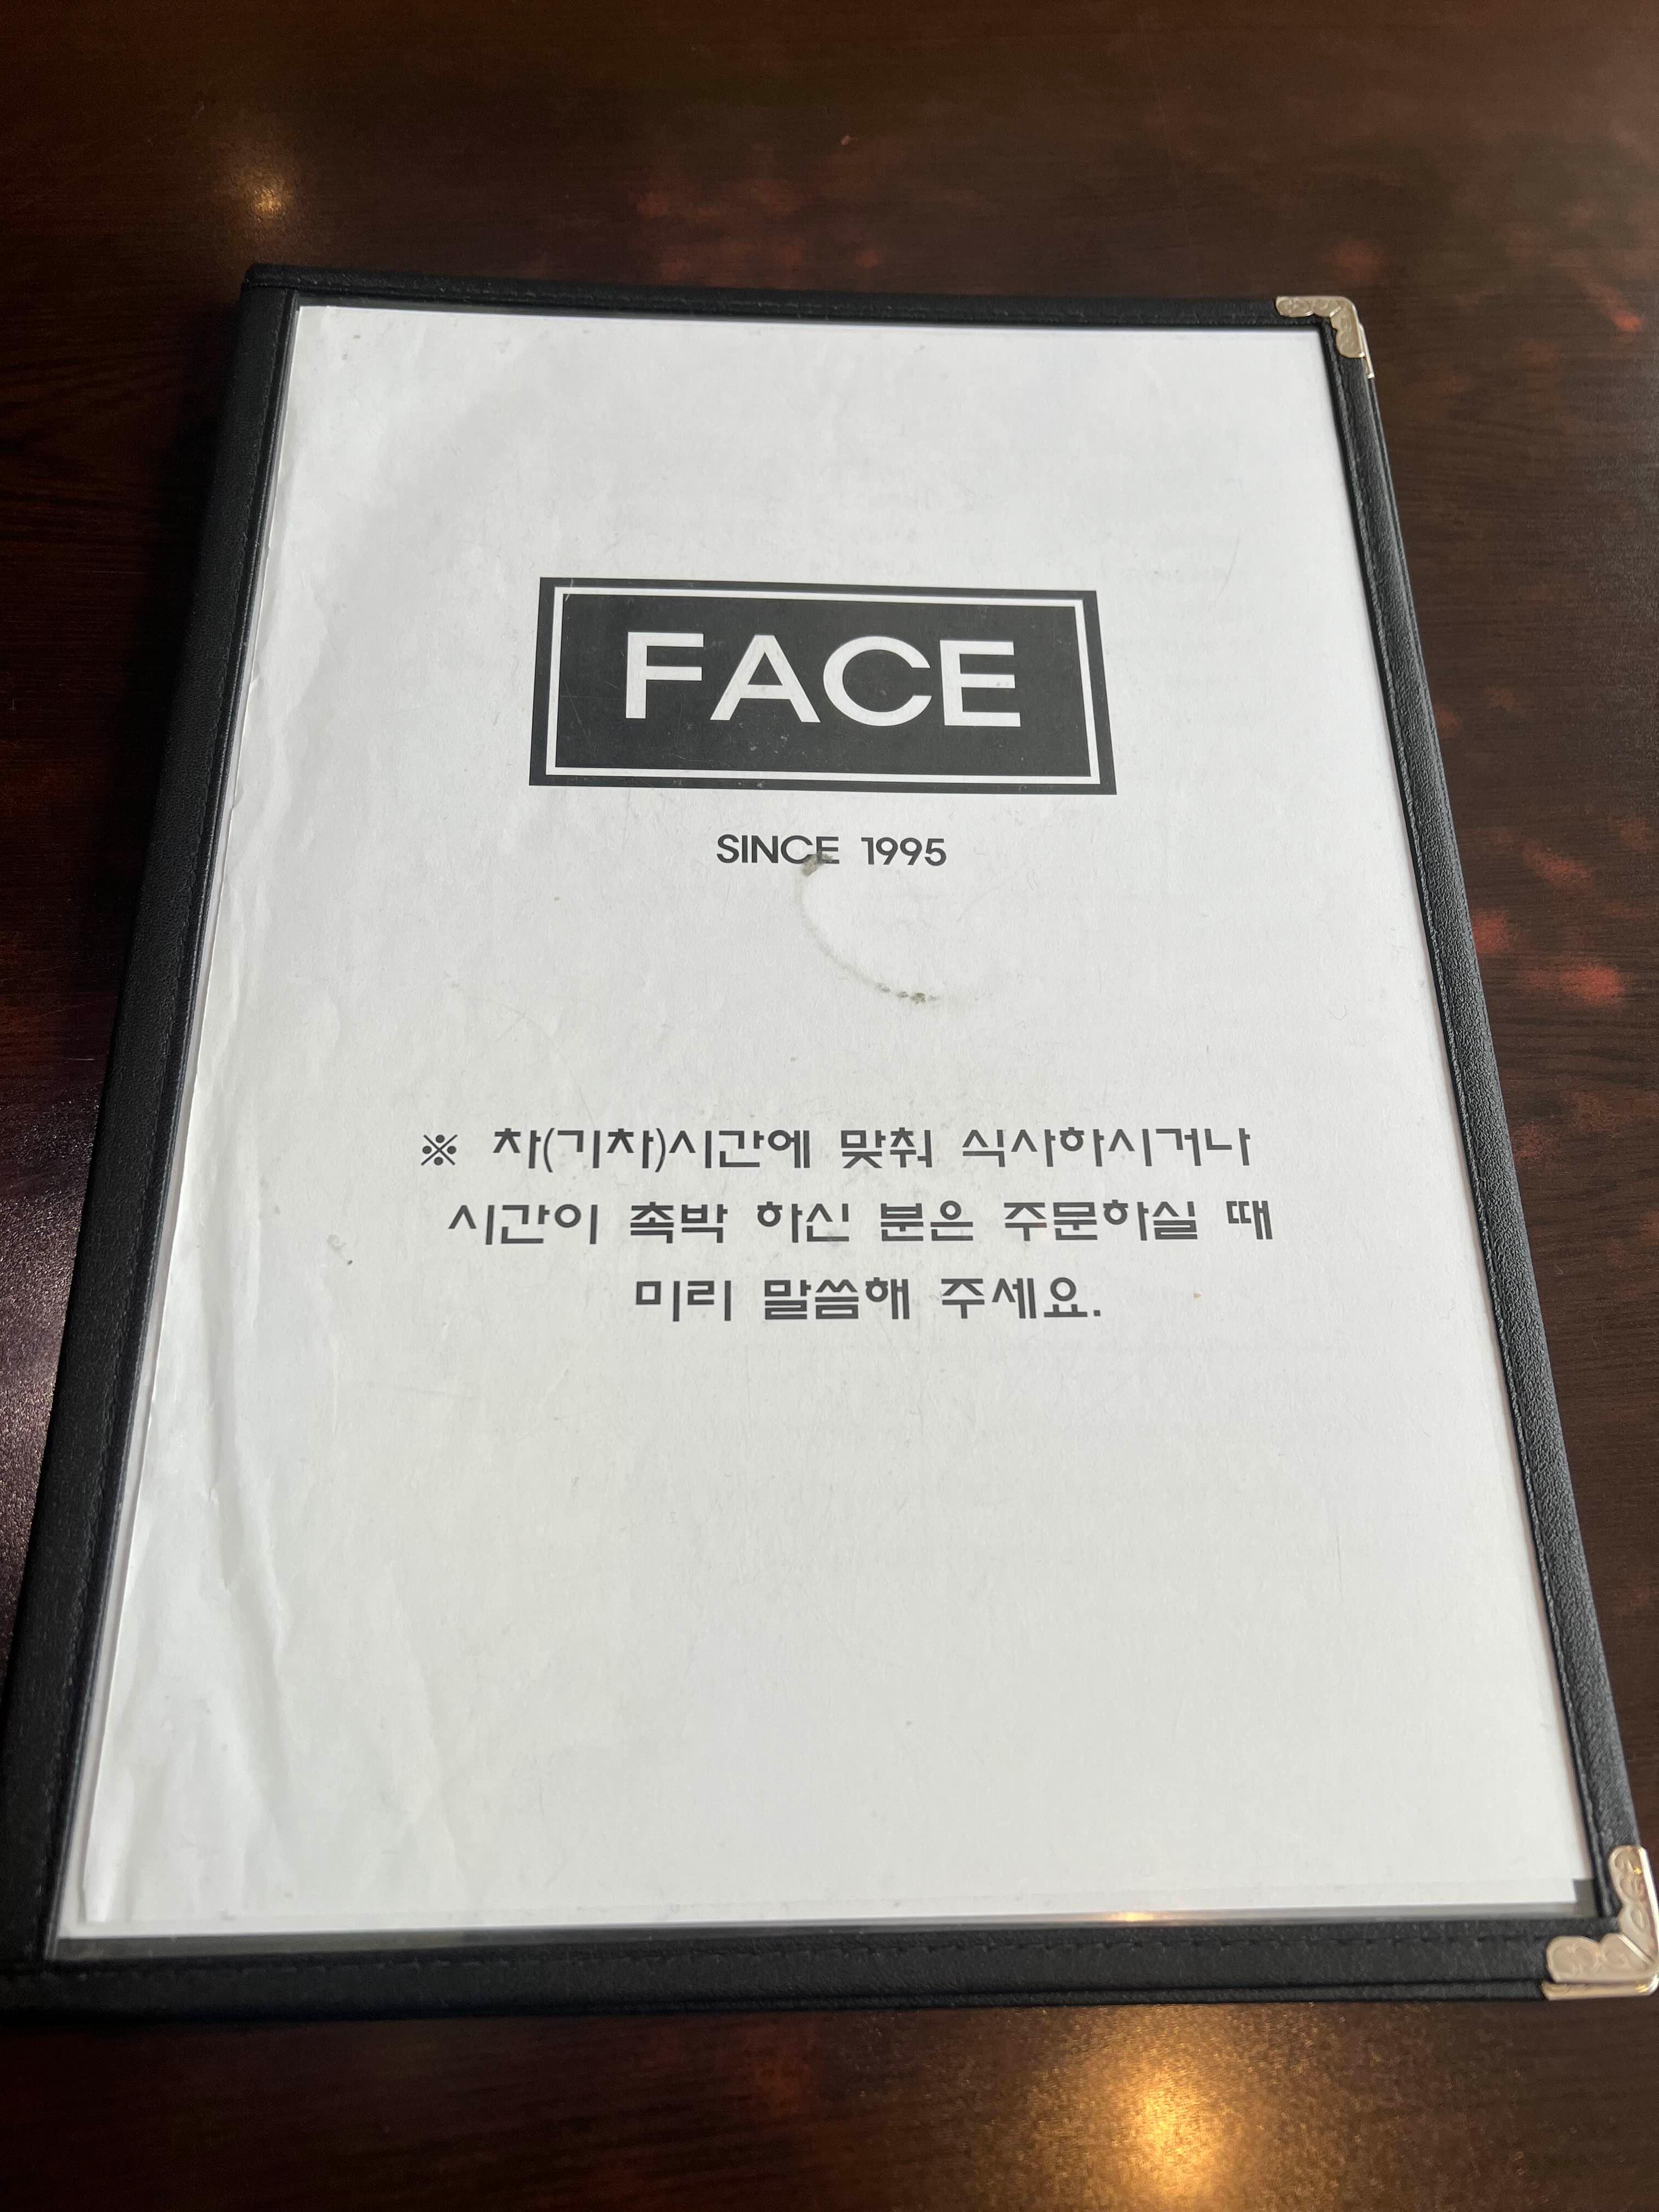 FACE
SINCE 1995
※ 차(기차)시간에 맞춰 식사하시거나
시간이 촉박 하신 분은 주문하실 때
미리 말씀해 주세요.